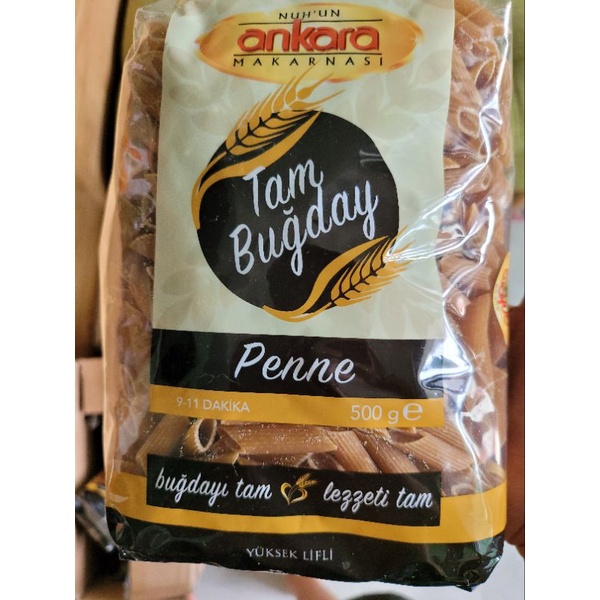 NUH'UN
ankara
MAKARNASI
Tam
Buğday
Penne
9-11 DAKİKA
500 g ℮
buğdayı tam lezzeti tam
YÜKSEK LİFLİ